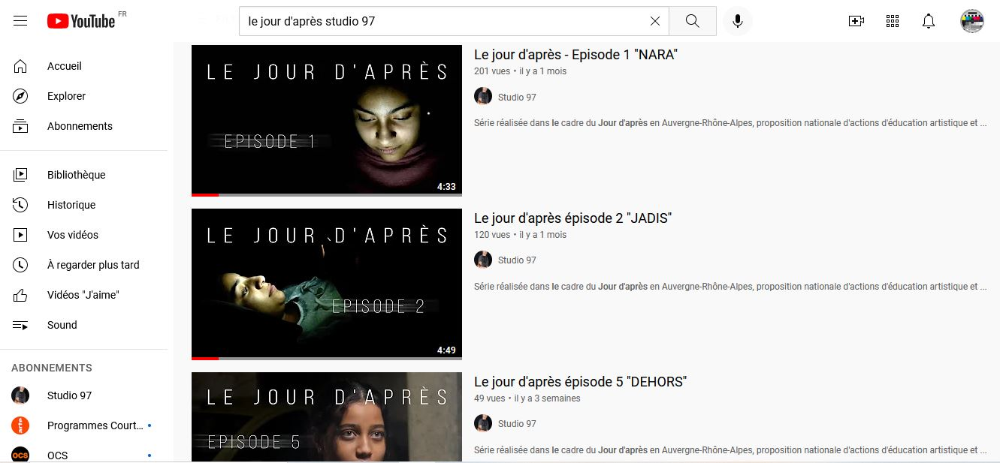 YouTube FR
le jour d'après studio 97
Accueil
Explorer
Abonnements
Bibliothèque
Historique
Vos vidéos
À regarder plus tard
Vidéos "J'aime"
Sound
ABONNEMENTS
Studio 97
Programmes Court...
OCS
LE JOUR D'APRÈS
EPISODE 1
4:33
Le jour d'après - Episode 1 "NARA"
201 vues • il y a 1 mois
Studio 97
Série réalisée dans le cadre du Jour d'après en Auvergne-Rhône-Alpes, proposition nationale d'actions d'éducation artistique et ...
LE JOUR D'APRÈS
EPISODE 2
4:49
Le jour d'après épisode 2 "JADIS"
120 vues • il y a 1 mois
Studio 97
Série réalisée dans le cadre du Jour d'après en Auvergne-Rhône-Alpes, proposition nationale d'actions d'éducation artistique et ...
LE JOUR D'APRÈS
EPISODE 5
Le jour d'après épisode 5 "DEHORS"
49 vues • il y a 3 semaines
Studio 97
Série réalisée dans le cadre du Jour d'après en Auvergne-Rhône-Alpes, proposition nationale d'actions d'éducation artistique et ...